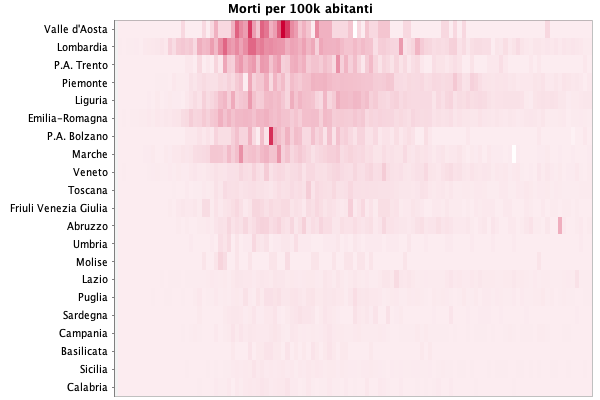 Morti per 100k abitanti
Valle d'Aosta
Lombardia
P.A. Trento
Piemonte
Liguria
Emilia-Romagna
P.A. Bolzano
Marche
Veneto
Toscana
Friuli Venezia Giulia
Abruzzo
Umbria
Molise
Lazio
Puglia
Sardegna
Campania
Basilicata
Sicilia
Calabria